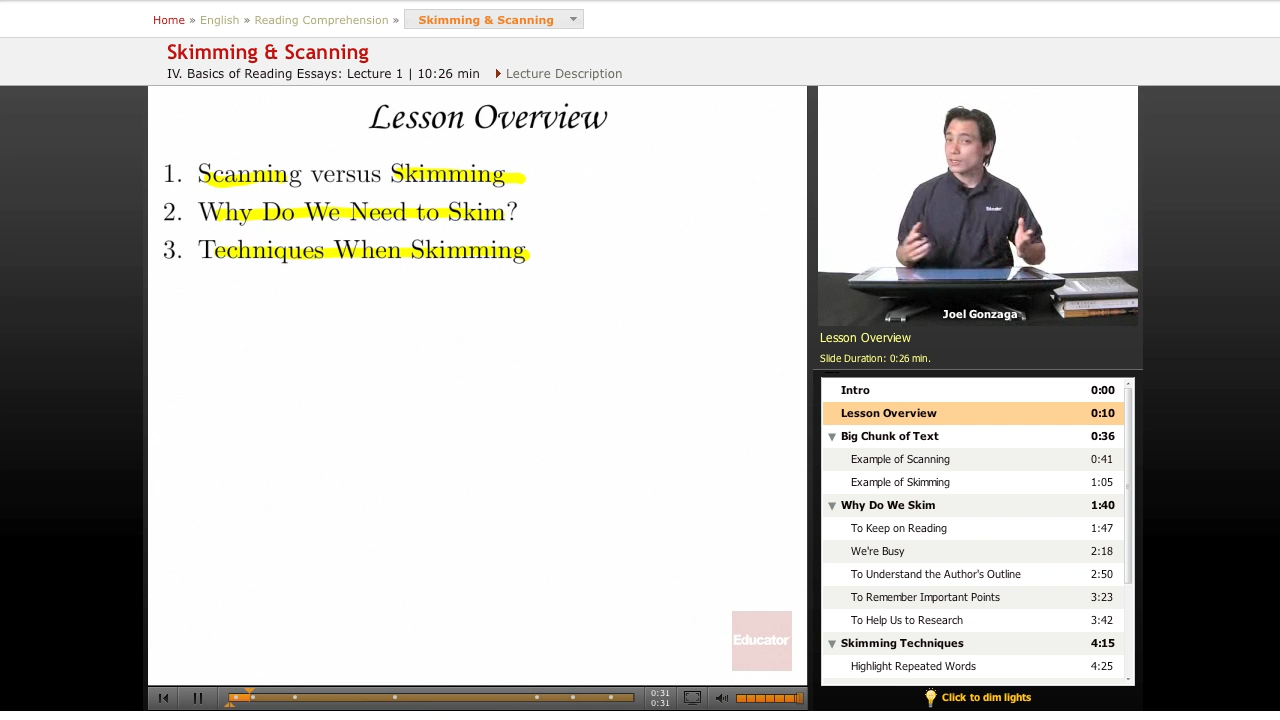 Home » English » Reading Comprehension » Skimming & Scanning
Skimming & Scanning
IV. Basics of Reading Essays: Lecture 1 | 10:26 min Lecture Description
Lesson Overview
1. Scanning versus Skimming
2. Why Do We Need to Skim?
3. Techniques When Skimming
Educator
Educator
Joel Gonzaga
Lesson Overview
Slide Duration: 0:26 min.
Intro 0:00
Lesson Overview 0:10
Big Chunk of Text 0:36
Example of Scanning 0:41
Example of Skimming 1:05
Why Do We Skim 1:40
To Keep on Reading 1:47
We're Busy 2:18
To Understand the Author's Outline 2:50
To Remember Important Points 3:23
To Help Us to Research 3:42
Skimming Techniques 4:15
Highlight Repeated Words 4:25
0:31
0:31
Click to dim lights